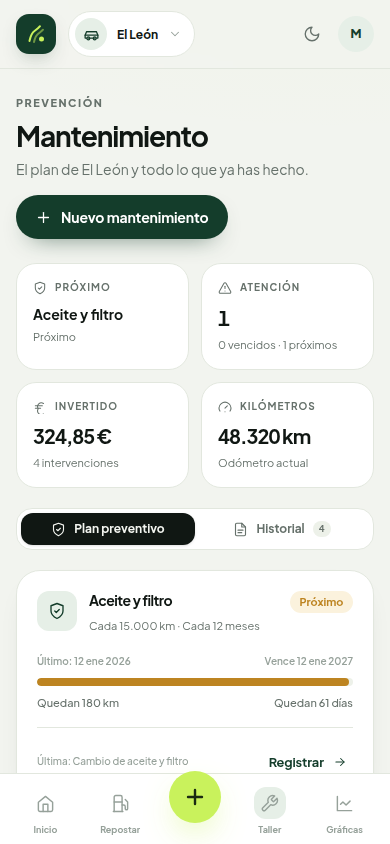 El León
M
PREVENCIÓN
Mantenimiento
El plan de El León y todo lo que ya has hecho.
Nuevo mantenimiento
PRÓXIMO
Aceite y filtro
Próximo
ATENCIÓN
1
0 vencidos · 1 próximos
INVERTIDO
324,85 €
4 intervenciones
KILÓMETROS
48.320 km
Odómetro actual
Plan preventivo
Historial 4
Aceite y filtro
Próximo
Cada 15.000 km · Cada 12 meses
Último: 12 ene 2026
Vence 12 ene 2027
Quedan 180 km
Quedan 61 días
Última: Cambio de aceite y filtro
Registrar
Inicio
Repostar
Taller
Gráficas